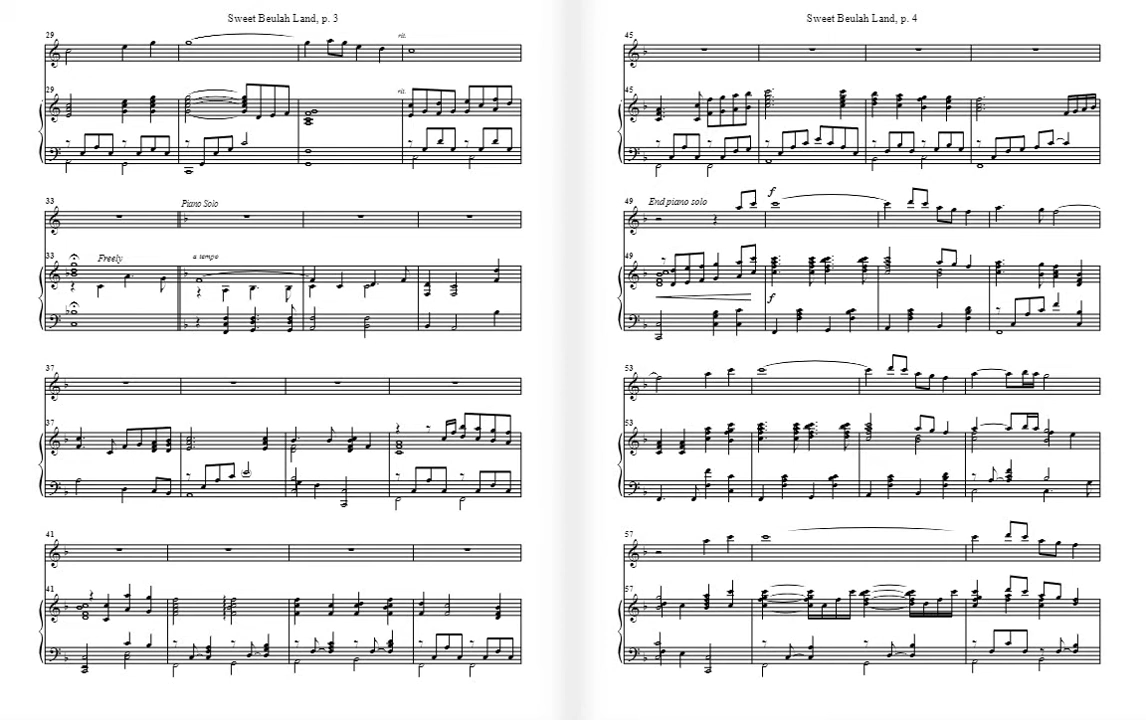 Sweet Beulah Land, p. 3
29
rit.
29
rit.
33
Piano Solo
33
Freely
a tempo
37
37
41
41
Sweet Beulah Land, p. 4
45
45
49
End piano solo
f
49
f
53
53
57
57